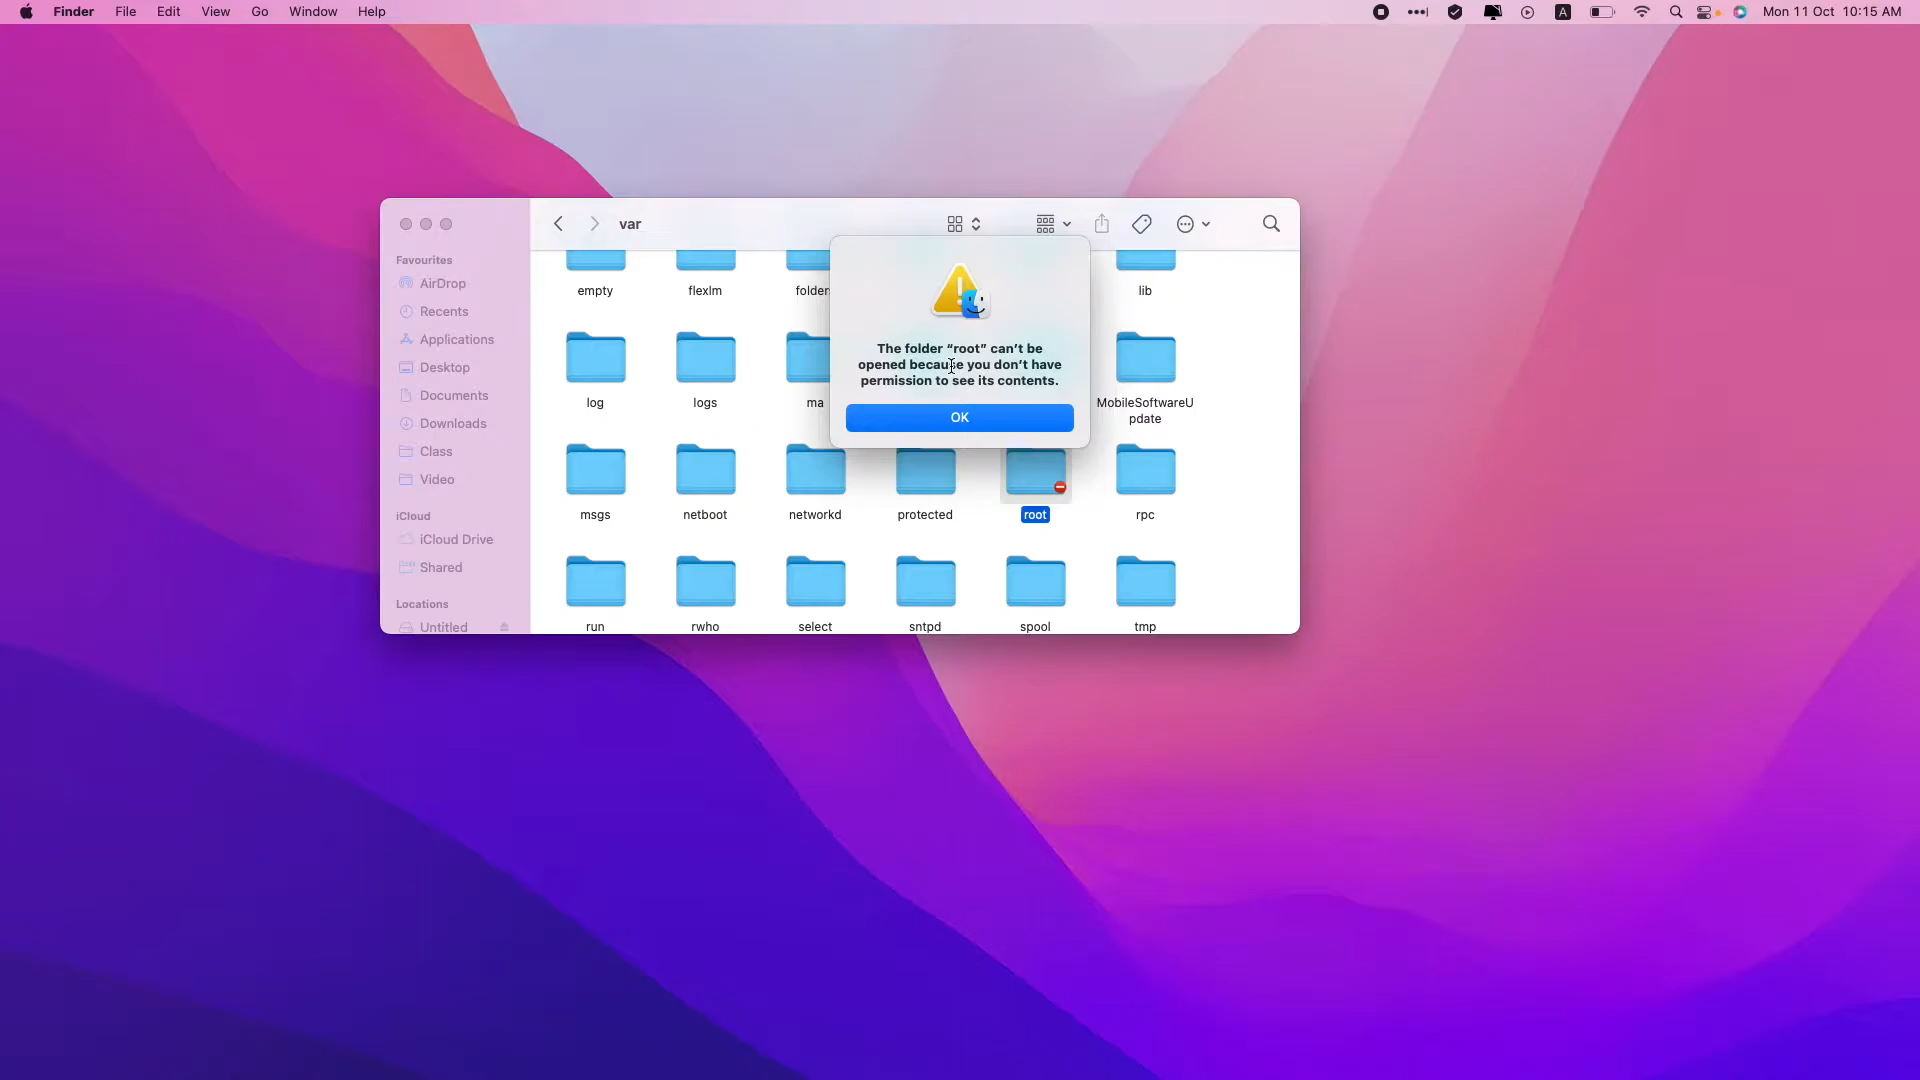 Finder File Edit View Go Window Help
A
Mon 11 Oct 10:15 AM
var
Favourites
AirDrop
Recents
Applications
Desktop
Documents
Downloads
Class
Video
iCloud
iCloud Drive
Shared
Locations
Untitled
empty flexlm folders lib
The folder “root” can’t be
opened because you don’t have
permission to see its contents.
OK
log logs ma MobileSoftwareU
pdate
msgs netboot networkd protected root rpc
run rwho select sntpd spool tmp